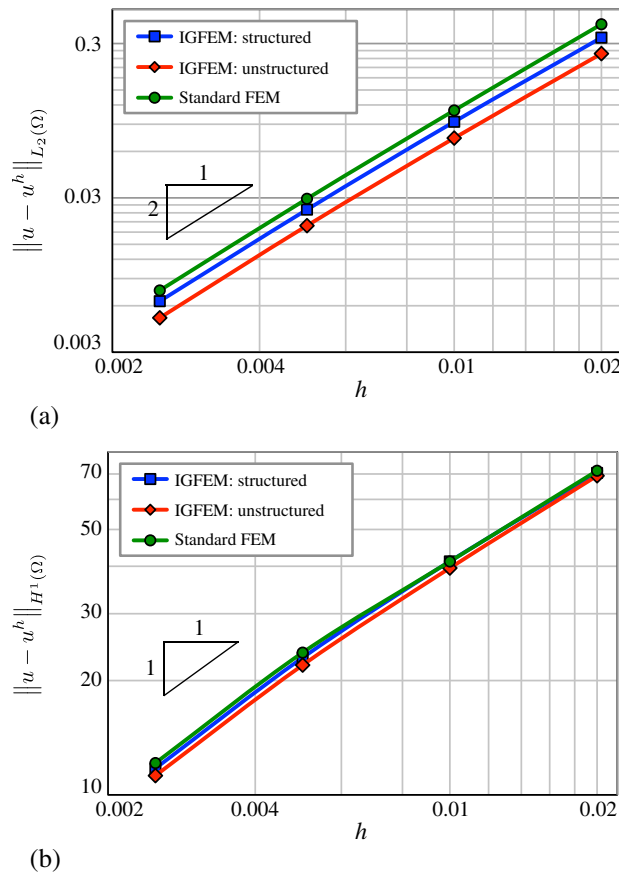 0.3
IGFEM: structured
IGFEM: unstructured
Standard FEM
||u − u^h||_{L_2(Ω)}
1
2
0.03
0.003
0.002
0.004
0.01
0.02
h
(a)
70
IGFEM: structured
IGFEM: unstructured
Standard FEM
50
||u − u^h||_{H^1(Ω)}
30
1
1
20
10
0.002
0.004
0.01
0.02
h
(b)